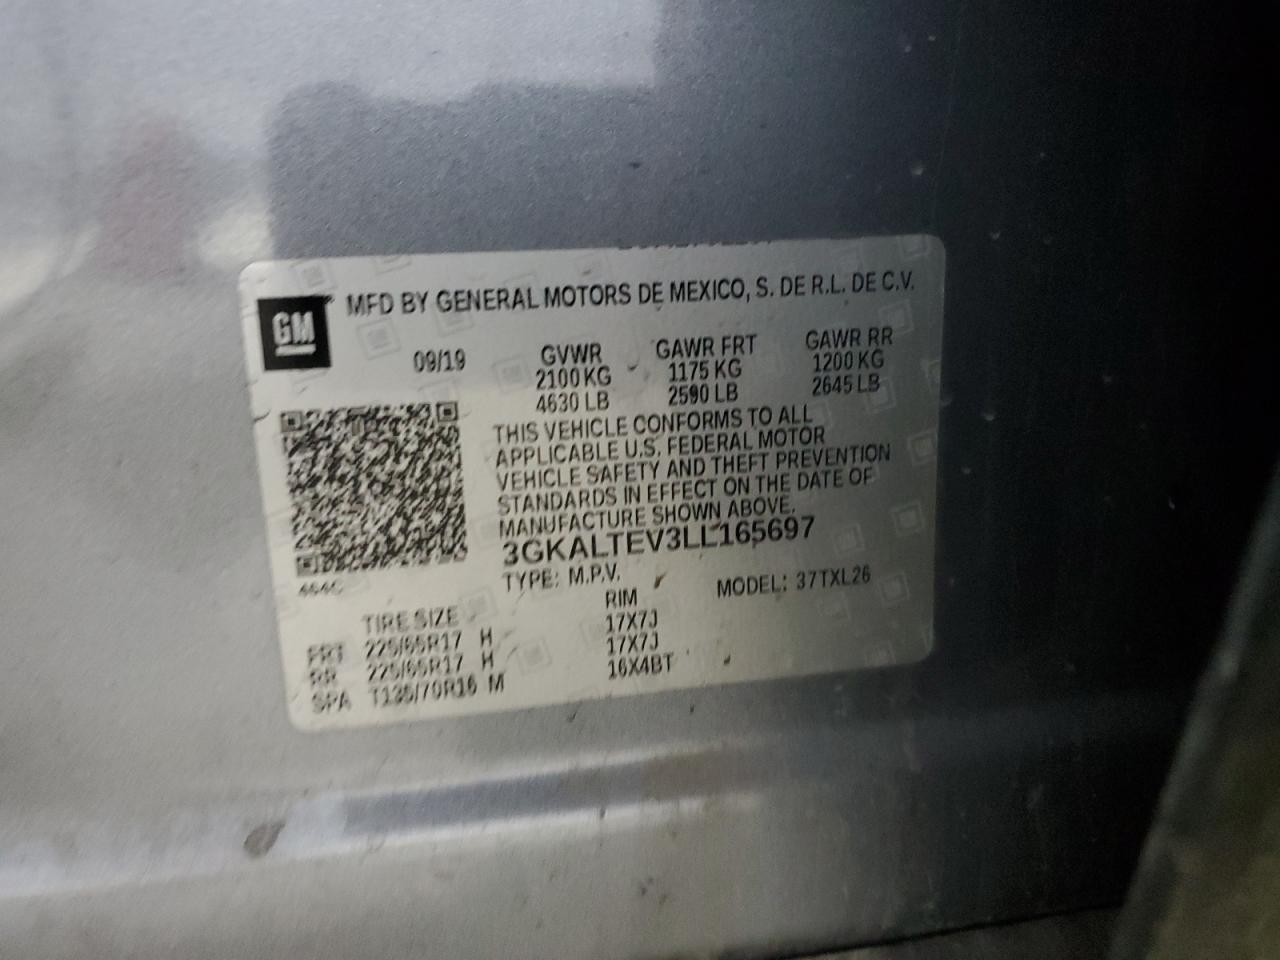 GM
MFD BY GENERAL MOTORS DE MEXICO, S. DE R.L. DE C.V.
09/19 GVWR GAWR FRT GAWR RR
2100 KG 1175 KG 1200 KG
4630 LB 2590 LB 2645 LB
THIS VEHICLE CONFORMS TO ALL
APPLICABLE U.S. FEDERAL MOTOR
VEHICLE SAFETY AND THEFT PREVENTION
STANDARDS IN EFFECT ON THE DATE OF
MANUFACTURE SHOWN ABOVE.
3GKALTEV3LL165697
TYPE: M.P.V. MODEL: 37TXL26
TIRE SIZE RIM
FRT 225/65R17 H 17X7J
RR 225/65R17 H 17X7J
SPA T135/70R16 M 16X4BT